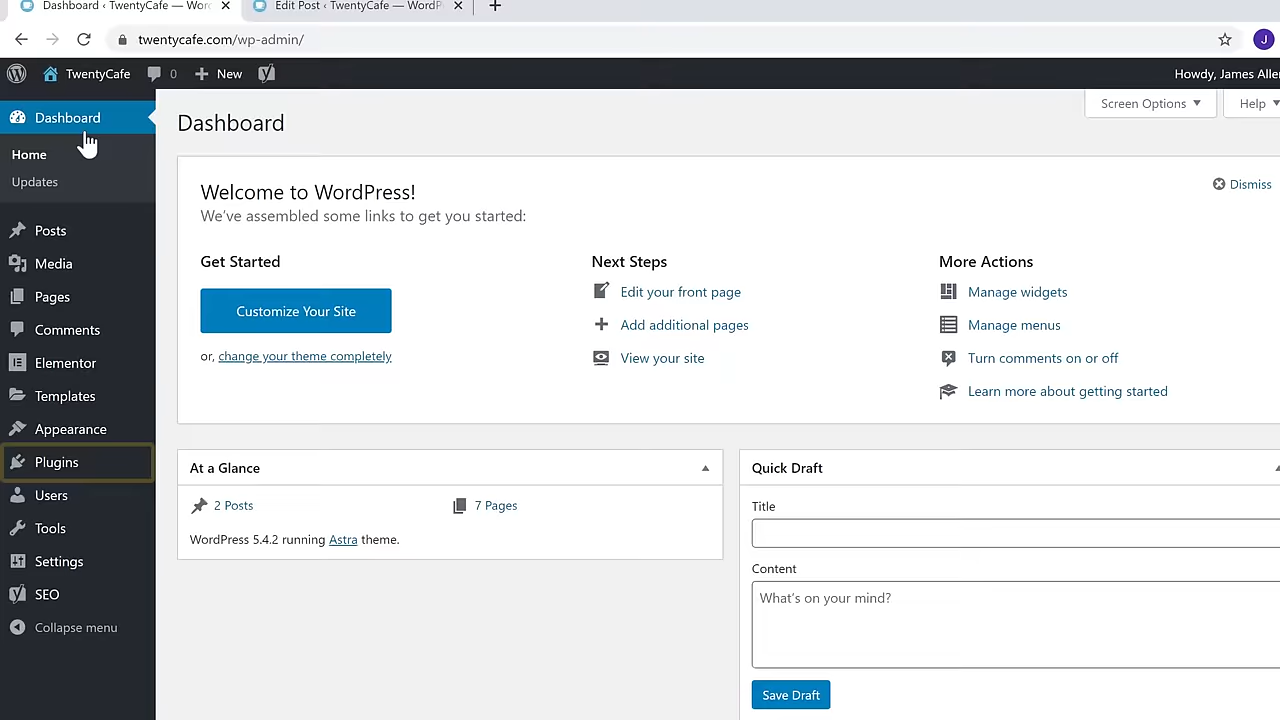 Dashboard ‹ TwentyCafe — Wor
Edit Post ‹ TwentyCafe — WordP
twentycafe.com/wp-admin/
J
TwentyCafe 0 New
Howdy, James Alle
Dashboard
Home
Updates
Posts
Media
Pages
Comments
Elementor
Templates
Appearance
Plugins
Users
Tools
Settings
SEO
Collapse menu
Screen Options
Help
Dashboard
Welcome to WordPress!
Dismiss
We've assembled some links to get you started:
Get Started
Customize Your Site
or, change your theme completely
Next Steps
Edit your front page
Add additional pages
View your site
More Actions
Manage widgets
Manage menus
Turn comments on or off
Learn more about getting started
At a Glance
2 Posts
7 Pages
WordPress 5.4.2 running Astra theme.
Quick Draft
Title
Content
What's on your mind?
Save Draft